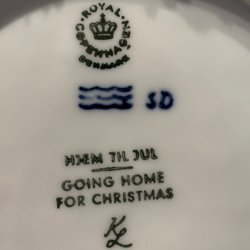 ROYAL COPENHAGEN
DENMARK
SD
HJEM TIL JUL
GOING HOME
FOR CHRISTMAS